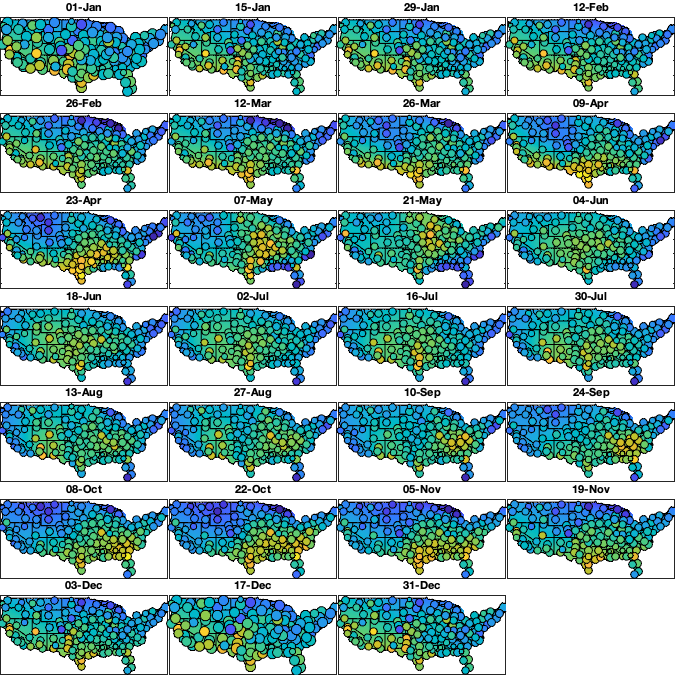 01-Jan 15-Jan 29-Jan 12-Feb
26-Feb 12-Mar 26-Mar 09-Apr
23-Apr 07-May 21-May 04-Jun
18-Jun 02-Jul 16-Jul 30-Jul
13-Aug 27-Aug 10-Sep 24-Sep
08-Oct 22-Oct 05-Nov 19-Nov
03-Dec 17-Dec 31-Dec